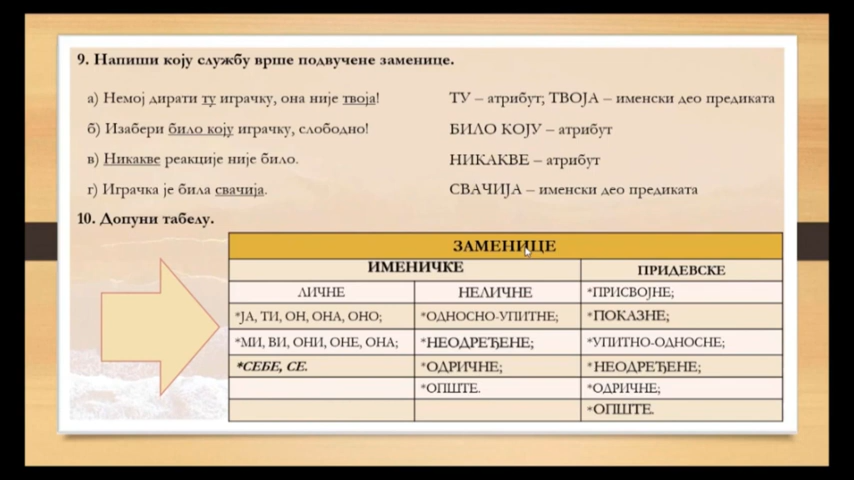 9. Напиши коју службу врше подвучене заменице.
а) Немој дирати ту играчку, она није твоја!
ТУ – атрибут; ТВОЈА – именски део предиката
б) Изабери било коју играчку, слободно!
БИЛО КОЈУ – атрибут
в) Никакве реакције није било.
НИКАКВЕ – атрибут
г) Играчка је била свачија.
СВАЧИЈА – именски део предиката
10. Допуни табелу.
ЗАМЕНИЦЕ
ИМЕНИЧКЕ
ПРИДЕВСКЕ
ЛИЧНЕ
НЕЛИЧНЕ
*ПРИСВОЈНЕ;
*ЈА, ТИ, ОН, ОНА, ОНО;
*ОДНОСНО-УПИТНЕ;
*ПОКАЗНЕ;
*МИ, ВИ, ОНИ, ОНЕ, ОНА;
*НЕОДРЕЂЕНЕ;
*УПИТНО-ОДНОСНЕ;
*СЕБЕ, СЕ.
*ОДРИЧНЕ;
*НЕОДРЕЂЕНЕ;
*ОПШТЕ.
*ОДРИЧНЕ;
*ОПШТЕ.